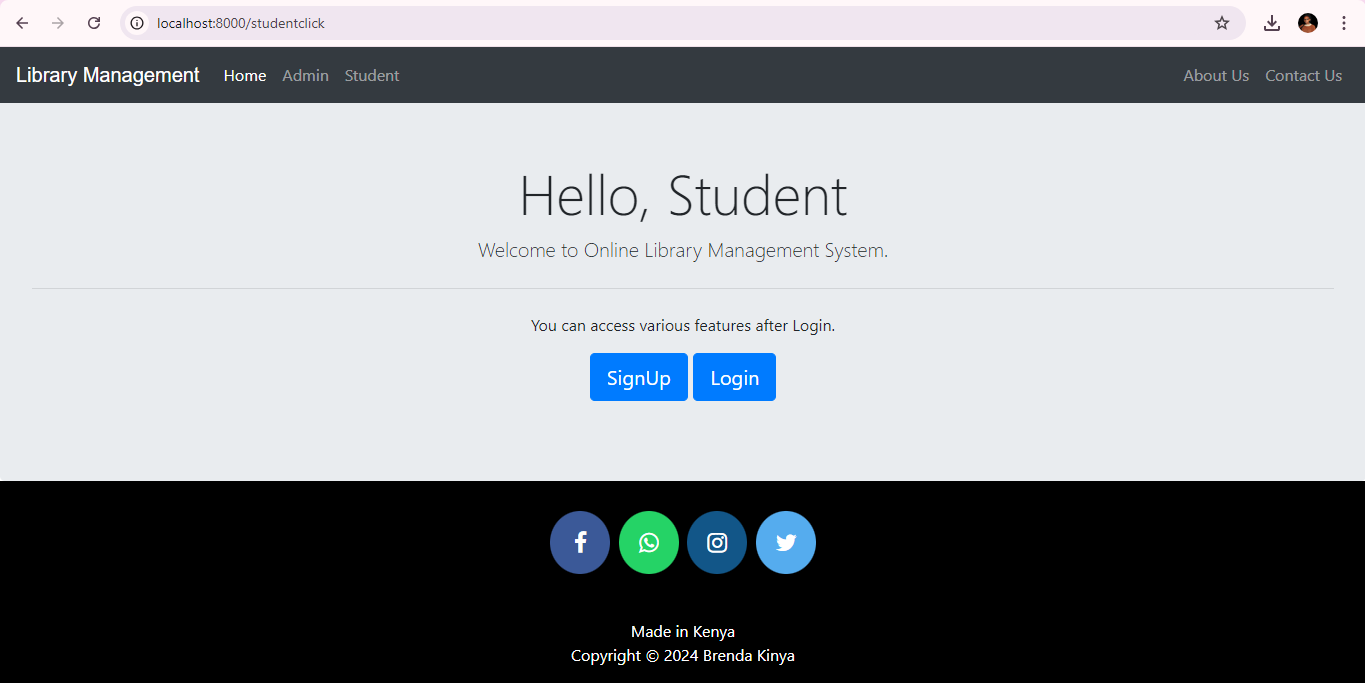 localhost:8000/studentclick
Library Management Home Admin Student About Us Contact Us
Hello, Student
Welcome to Online Library Management System.
You can access various features after Login.
SignUp Login
Made in Kenya
Copyright © 2024 Brenda Kinya